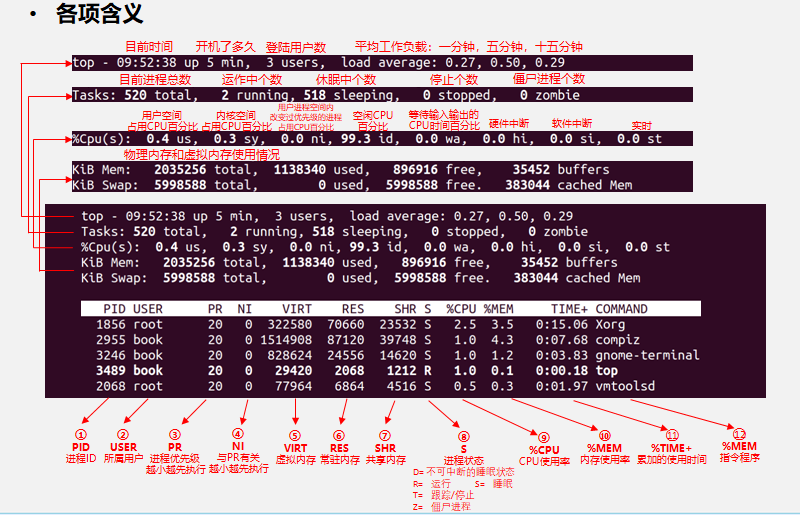 • 各项含义
目前时间 开机了多久 登陆用户数 平均工作负载：一分钟，五分钟，十五分钟
top - 09:52:38 up 5 min, 3 users, load average: 0.27, 0.50, 0.29
目前进程总数 运作中个数 休眠中个数 停止个数 僵尸进程个数
Tasks: 520 total, 2 running, 518 sleeping, 0 stopped, 0 zombie
用户空间 占用CPU百分比
内核空间 占用CPU百分比
用户进程空间内 改变过优先级的进程 占用CPU百分比
空闲CPU 百分比
等待输入输出的 CPU时间百分比
硬件中断 软件中断 实时
%Cpu(s): 0.4 us, 0.3 sy, 0.0 ni, 99.3 id, 0.0 wa, 0.0 hi, 0.0 si, 0.0 st
物理内存和虚拟内存使用情况
KiB Mem: 2035256 total, 1138340 used, 896916 free, 35452 buffers
KiB Swap: 5998588 total, 0 used, 5998588 free. 383044 cached Mem
top - 09:52:38 up 5 min, 3 users, load average: 0.27, 0.50, 0.29
Tasks: 520 total, 2 running, 518 sleeping, 0 stopped, 0 zombie
%Cpu(s): 0.4 us, 0.3 sy, 0.0 ni, 99.3 id, 0.0 wa, 0.0 hi, 0.0 si, 0.0 st
KiB Mem: 2035256 total, 1138340 used, 896916 free, 35452 buffers
KiB Swap: 5998588 total, 0 used, 5998588 free. 383044 cached Mem
PID USER PR NI VIRT RES SHR S %CPU %MEM TIME+ COMMAND
1856 root 20 0 322580 70660 23532 S 2.5 3.5 0:15.06 Xorg
2955 book 20 0 1514908 87120 39748 S 1.0 4.3 0:07.68 compiz
3246 book 20 0 828624 24556 14620 S 1.0 1.2 0:03.83 gnome-terminal
3489 book 20 0 29420 2068 1212 R 1.0 0.1 0:00.18 top
2068 root 20 0 77964 6864 4516 S 0.5 0.3 0:01.97 vmtoolsd
① ② ③ ④ ⑤ ⑥ ⑦ ⑧ ⑨ ⑩ ⑪ ⑫
PID USER PR NI VIRT RES SHR S %CPU %MEM %TIME+ %MEM
进程ID 所属用户 进程优先级 与PR有关 虚拟内存 常驻内存 共享内存 进程状态 CPU使用率 内存使用率 累加的使用时间 指令程序
越小越先执行 越小越先执行
D= 不可中断的睡眠状态
R= 运行 S= 睡眠
T= 跟踪/停止
Z= 僵尸进程